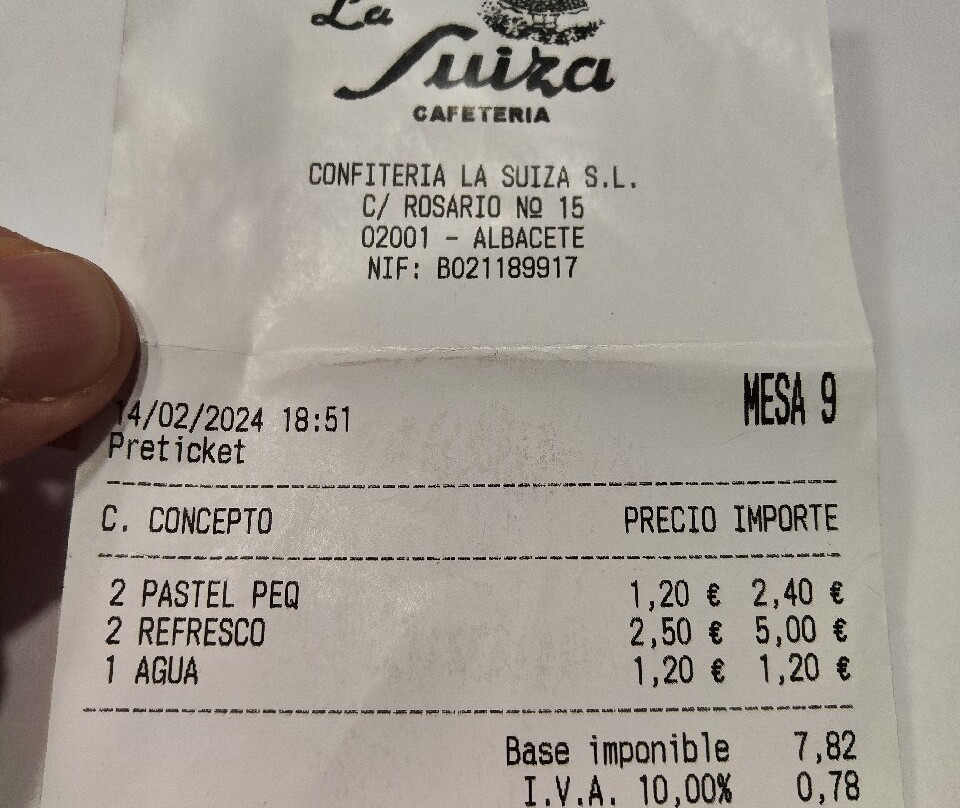 La
Suiza
CAFETERIA
CONFITERIA LA SUIZA S.L.
C/ ROSARIO Nº 15
02001 - ALBACETE
NIF: B021189917
MESA 9
14/02/2024 18:51
Preticket
C. CONCEPTO PRECIO IMPORTE
2 PASTEL PEQ 1,20 € 2,40 €
2 REFRESCO 2,50 € 5,00 €
1 AGUA 1,20 € 1,20 €
Base imponible 7,82
I.V.A. 10,00% 0,78